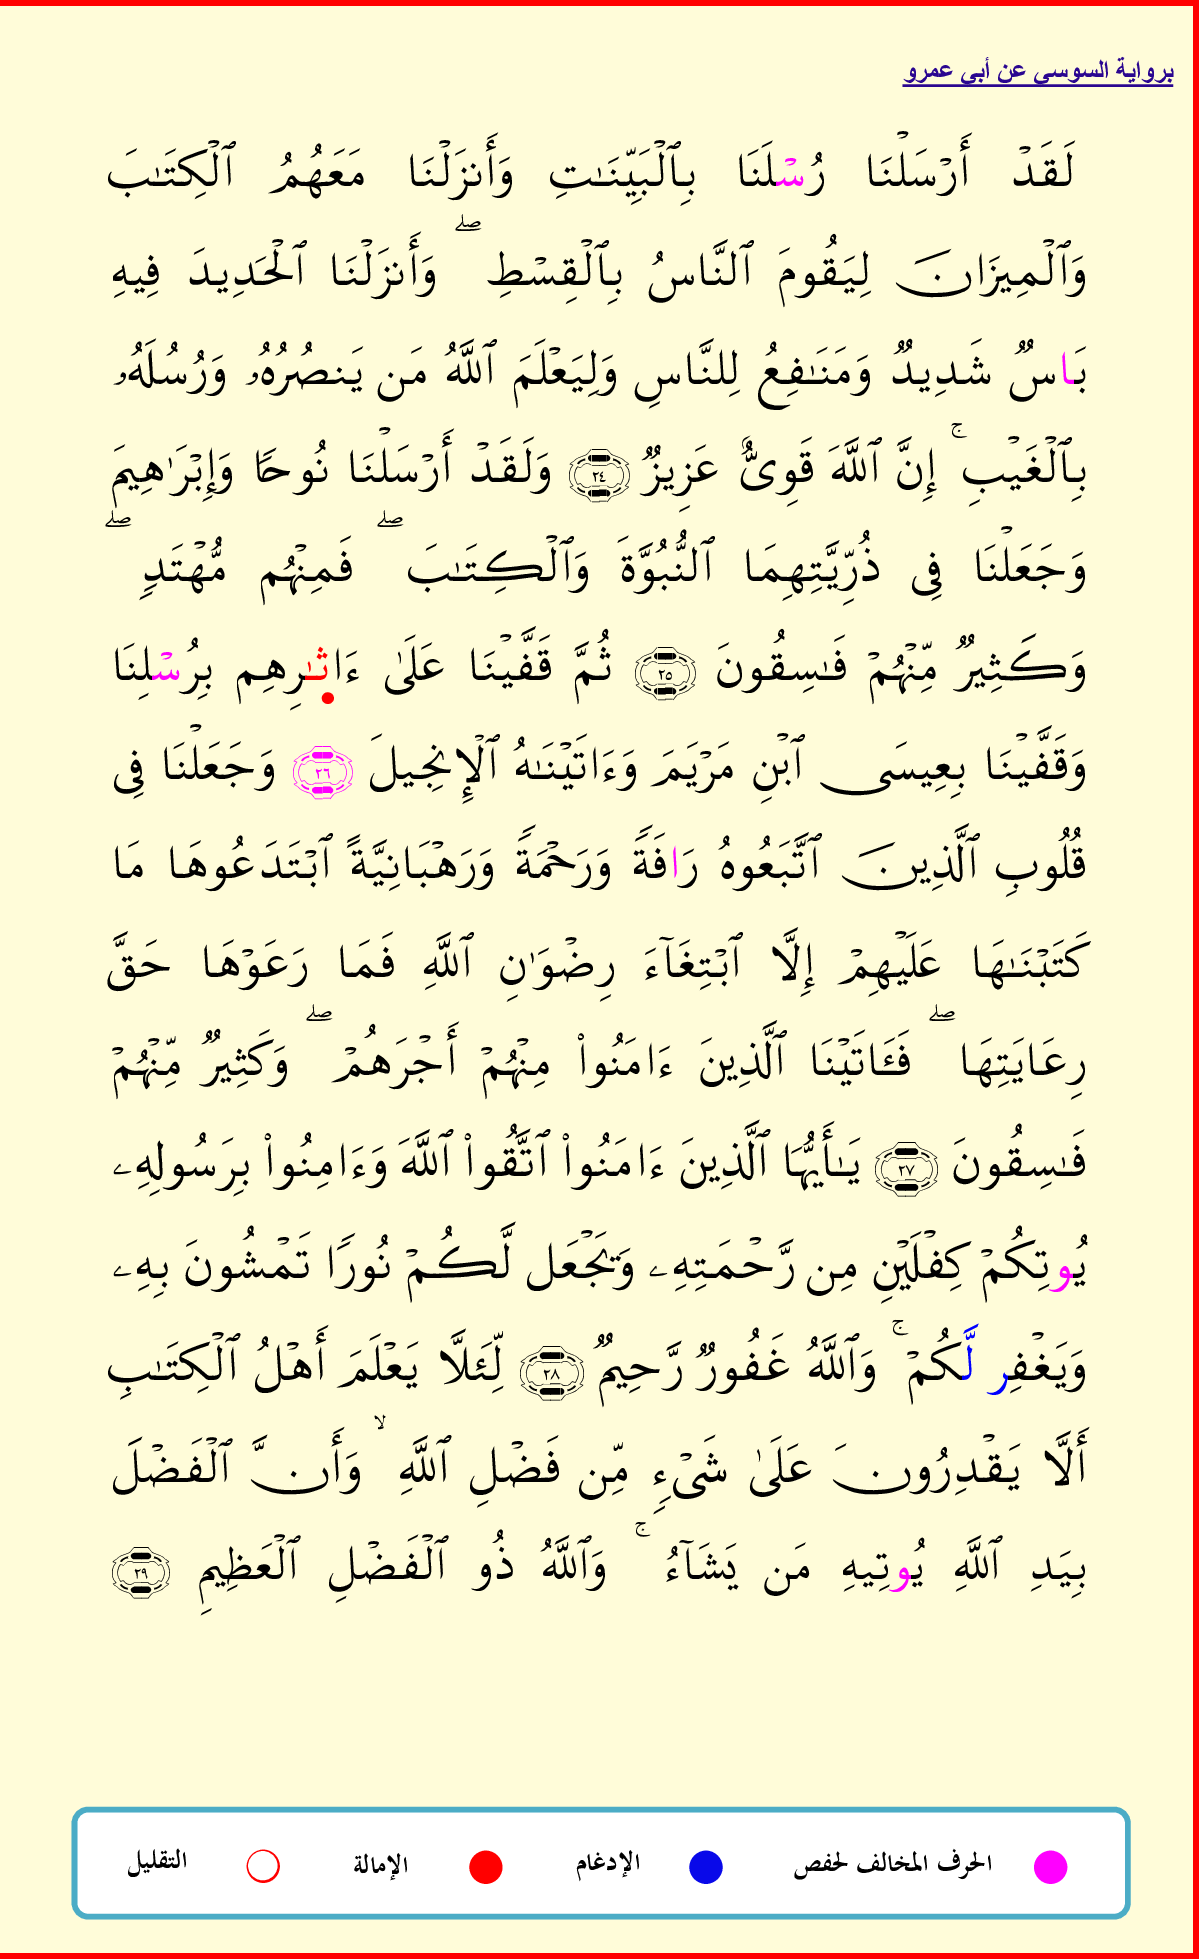 برواية السوسي عن أبي عمرو
لَقَدۡ أَرۡسَلۡنَا رُسۡلَنَا بِٱلۡبَيِّنَٰتِ وَأَنزَلۡنَا مَعَهُمُ ٱلۡكِتَٰبَ
وَٱلۡمِيزَانَ لِيَقُومَ ٱلنَّاسُ بِٱلۡقِسۡطِۖ وَأَنزَلۡنَا ٱلۡحَدِيدَ فِيهِ
بَاسٞ شَدِيدٞ وَمَنَٰفِعُ لِلنَّاسِ وَلِيَعۡلَمَ ٱللَّهُ مَن يَنصُرُهُۥ وَرُسُلَهُۥ
بِٱلۡغَيۡبِۚ إِنَّ ٱللَّهَ قَوِيٌّ عَزِيزٞ ٢٤ وَلَقَدۡ أَرۡسَلۡنَا نُوحٗا وَإِبۡرَٰهِيمَ
وَجَعَلۡنَا فِي ذُرِّيَّتِهِمَا ٱلنُّبُوَّةَ وَٱلۡكِتَٰبَۖ فَمِنۡهُم مُّهۡتَدٖۖ
وَكَثِيرٞ مِّنۡهُمۡ فَٰسِقُونَ ٢٥ ثُمَّ قَفَّيۡنَا عَلَىٰ ءَاثَٰرِهِم بِرُسۡلِنَا
وَقَفَّيۡنَا بِعِيسَى ٱبۡنِ مَرۡيَمَ وَءَاتَيۡنَٰهُ ٱلۡإِنجِيلَ ٢٦ وَجَعَلۡنَا فِي
قُلُوبِ ٱلَّذِينَ ٱتَّبَعُوهُ رَافَةٗ وَرَحۡمَةٗ وَرَهۡبَانِيَّةً ٱبۡتَدَعُوهَا مَا
كَتَبۡنَٰهَا عَلَيۡهِمۡ إِلَّا ٱبۡتِغَآءَ رِضۡوَٰنِ ٱللَّهِ فَمَا رَعَوۡهَا حَقَّ
رِعَايَتِهَاۖ فَـَٔاتَيۡنَا ٱلَّذِينَ ءَامَنُواْ مِنۡهُمۡ أَجۡرَهُمۡۖ وَكَثِيرٞ مِّنۡهُمۡ
فَٰسِقُونَ ٢٧ يَٰٓأَيُّهَا ٱلَّذِينَ ءَامَنُواْ ٱتَّقُواْ ٱللَّهَ وَءَامِنُواْ بِرَسُولِهِۦ
يُوتِكُمۡ كِفۡلَيۡنِ مِن رَّحۡمَتِهِۦ وَيَجۡعَل لَّكُمۡ نُورٗا تَمۡشُونَ بِهِۦ
وَيَغۡفِر لَّكُمۡۚ وَٱللَّهُ غَفُورٞ رَّحِيمٞ ٢٨ لِّئَلَّا يَعۡلَمَ أَهۡلُ ٱلۡكِتَٰبِ
أَلَّا يَقۡدِرُونَ عَلَىٰ شَيۡءٖ مِّن فَضۡلِ ٱللَّهِۙ وَأَنَّ ٱلۡفَضۡلَ
بِيَدِ ٱللَّهِ يُوتِيهِ مَن يَشَآءُۚ وَٱللَّهُ ذُو ٱلۡفَضۡلِ ٱلۡعَظِيمِ ٢٩
الحرف المخالف لحفص الإدغام الإمالة التقليل